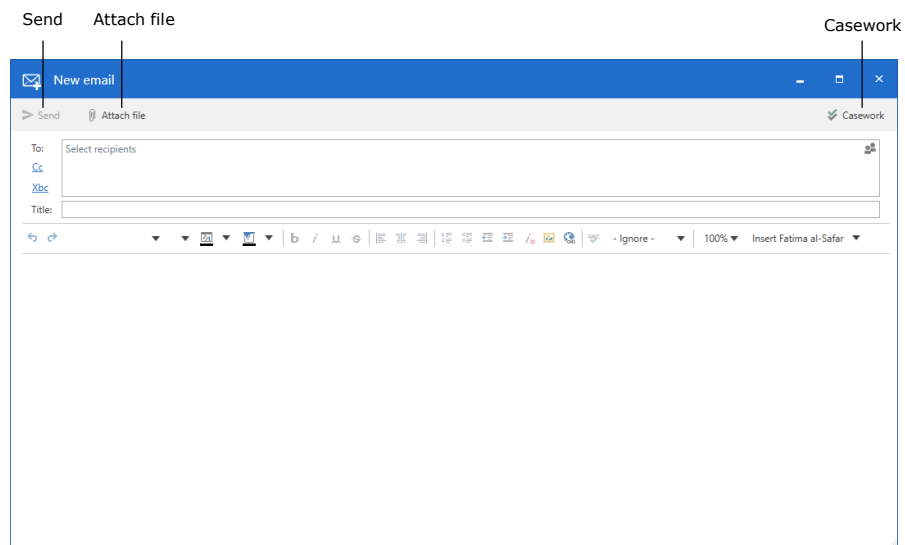 Send Attach file
Casework
New email
Send Attach file Casework
To: Select recipients
Cc
Xbc
Title:
b i u s - Ignore - 100% Insert Fatima al-Safar